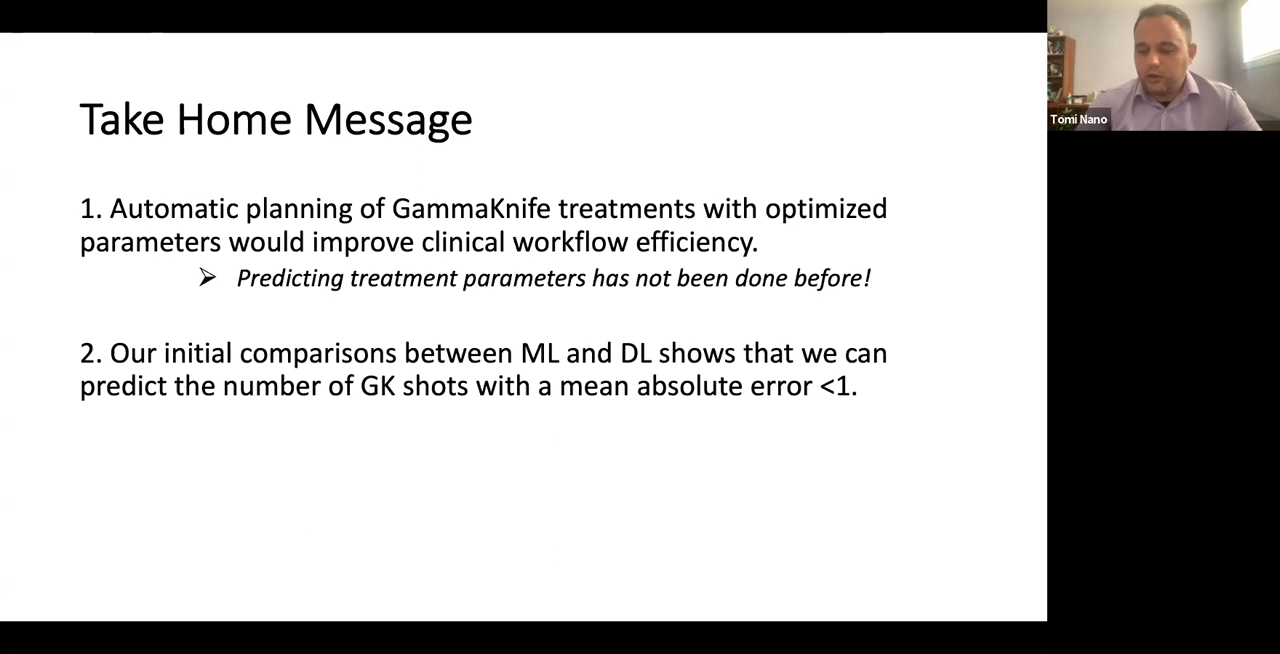 Take Home Message
1. Automatic planning of GammaKnife treatments with optimized
parameters would improve clinical workflow efficiency.
➢ Predicting treatment parameters has not been done before!
2. Our initial comparisons between ML and DL shows that we can
predict the number of GK shots with a mean absolute error <1.
Tomi Nano